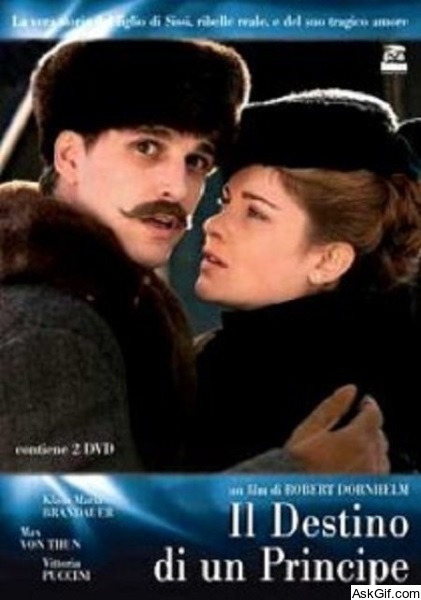 La vera storia del figlio di Sissi, ribelle reale, e del suo tragico amore
contiene 2 DVD
un film di ROBERT DORNHELM
Klaus Maria
BRANDAUER
Max
VON THUN
Vittoria
PUCCINI
Il Destino
di un Principe
AskGif.com